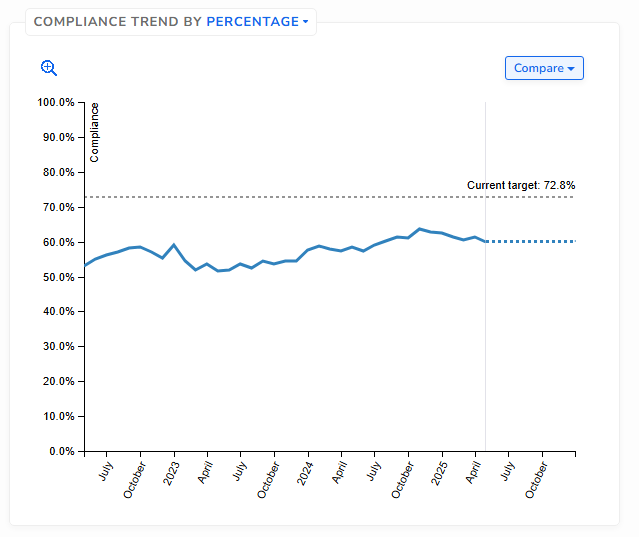 COMPLIANCE TREND BY PERCENTAGE
Compare
100.0%
Compliance
90.0%
80.0%
Current target: 72.8%
70.0%
60.0%
50.0%
40.0%
30.0%
20.0%
10.0%
0.0%
July
October
2023
April
July
October
2024
April
July
October
2025
April
July
October